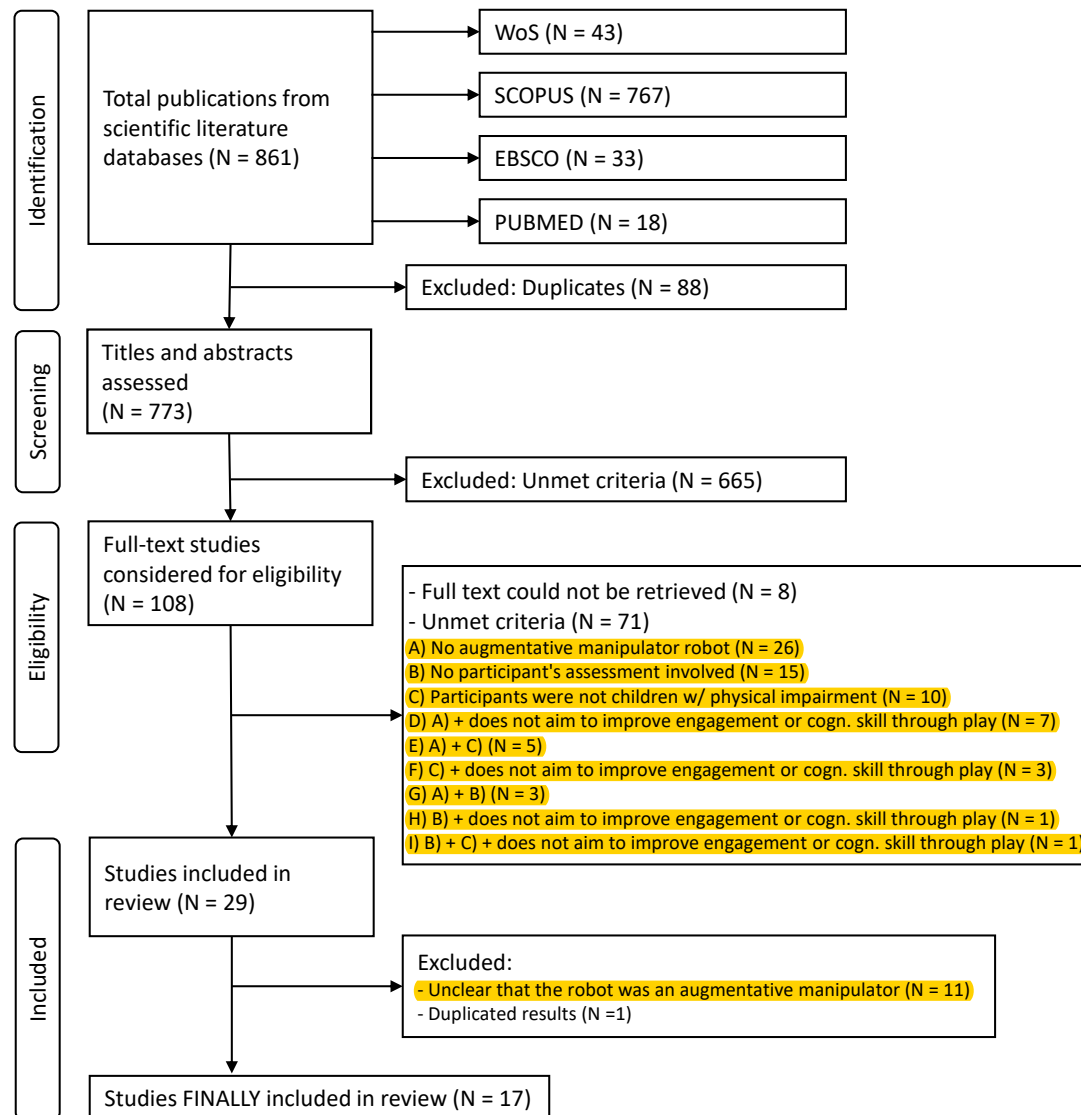 Identification
Total publications from
scientific literature
databases (N = 861)
WoS (N = 43)
SCOPUS (N = 767)
EBSCO (N = 33)
PUBMED (N = 18)
Excluded: Duplicates (N = 88)
Screening
Titles and abstracts
assessed
(N = 773)
Excluded: Unmet criteria (N = 665)
Eligibility
Full-text studies
considered for eligibility
(N = 108)
- Full text could not be retrieved (N = 8)
- Unmet criteria (N = 71)
A) No augmentative manipulator robot (N = 26)
B) No participant's assessment involved (N = 15)
C) Participants were not children w/ physical impairment (N = 10)
D) A) + does not aim to improve engagement or cogn. skill through play (N = 7)
E) A) + C) (N = 5)
F) C) + does not aim to improve engagement or cogn. skill through play (N = 3)
G) A) + B) (N = 3)
H) B) + does not aim to improve engagement or cogn. skill through play (N = 1)
I) B) + C) + does not aim to improve engagement or cogn. skill through play (N = 1)
Included
Studies included in
review (N = 29)
Excluded:
- Unclear that the robot was an augmentative manipulator (N = 11)
- Duplicated results (N =1)
Studies FINALLY included in review (N = 17)